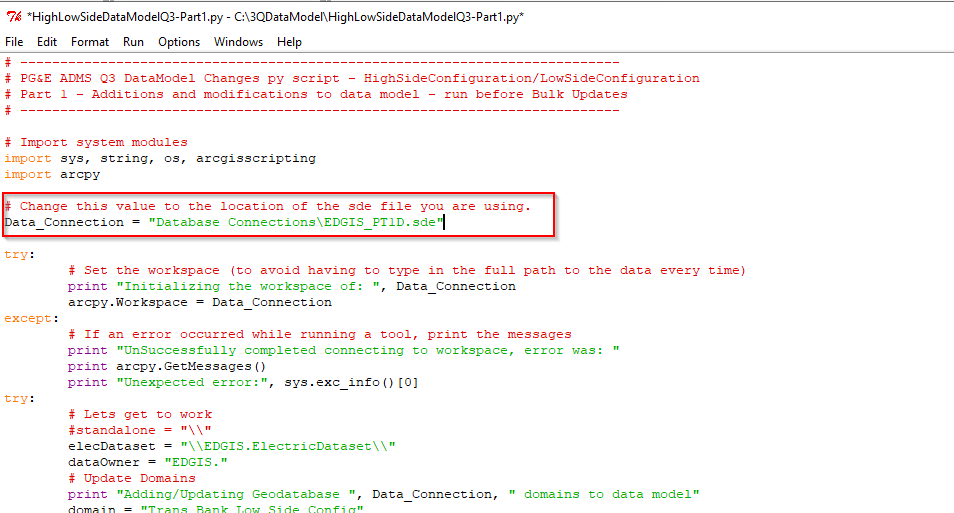 *HighLowSideDataModelQ3-Part1.py - C:\3QDataModel\HighLowSideDataModelQ3-Part1.py*
File Edit Format Run Options Windows Help
# ----------------------------------------------------------------------------
# PG&E ADMS Q3 DataModel Changes py script - HighSideConfiguration/LowSideConfiguration
# Part 1 - Additions and modifications to data model - run before Bulk Updates
# ----------------------------------------------------------------------------
# Import system modules
import sys, string, os, arcgisscripting
import arcpy
# Change this value to the location of the sde file you are using.
Data_Connection = "Database Connections\EDGIS_PT1D.sde"
try:
# Set the workspace (to avoid having to type in the full path to the data every time)
print "Initializing the workspace of: ", Data_Connection
arcpy.Workspace = Data_Connection
except:
# If an error occurred while running a tool, print the messages
print "UnSuccessfully completed connecting to workspace, error was: "
print arcpy.GetMessages()
print "Unexpected error:", sys.exc_info()[0]
try:
# Lets get to work
#standalone = "\\"
elecDataset = "\\EDGIS.ElectricDataset\\"
dataOwner = "EDGIS."
# Update Domains
print "Adding/Updating Geodatabase ", Data_Connection, " domains to data model"
domain = "Trans Bank Low Side Config"